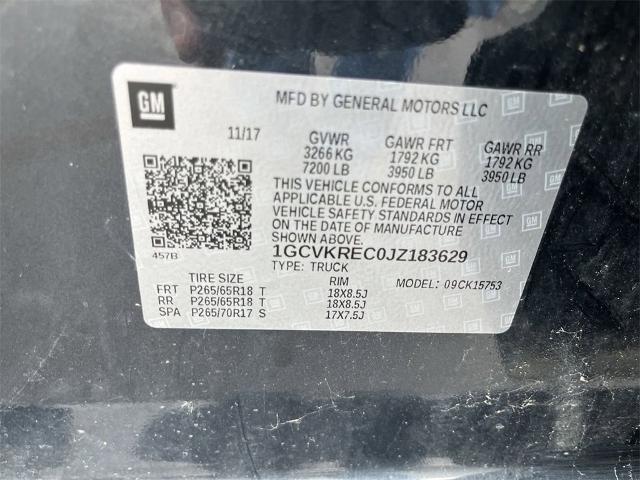 GM
MFD BY GENERAL MOTORS LLC
11/17 GVWR GAWR FRT GAWR RR
3266 KG 1792 KG 1792 KG
7200 LB 3950 LB 3950 LB
THIS VEHICLE CONFORMS TO ALL
APPLICABLE U.S. FEDERAL MOTOR
VEHICLE SAFETY STANDARDS IN EFFECT
ON THE DATE OF MANUFACTURE
SHOWN ABOVE.
457B 1GCVKREC0JZ183629
TYPE: TRUCK MODEL: 09CK15753
TIRE SIZE RIM
FRT P265/65R18 T 18X8.5J
RR P265/65R18 T 18X8.5J
SPA P265/70R17 S 17X7.5J